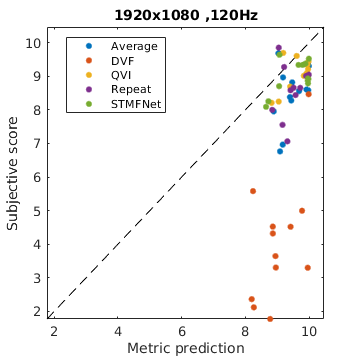 1920x1080 ,120Hz
Average
DVF
QVI
Repeat
STMFNet
Subjective score
10
9
8
7
6
5
4
3
2
2 4 6 8 10
Metric prediction